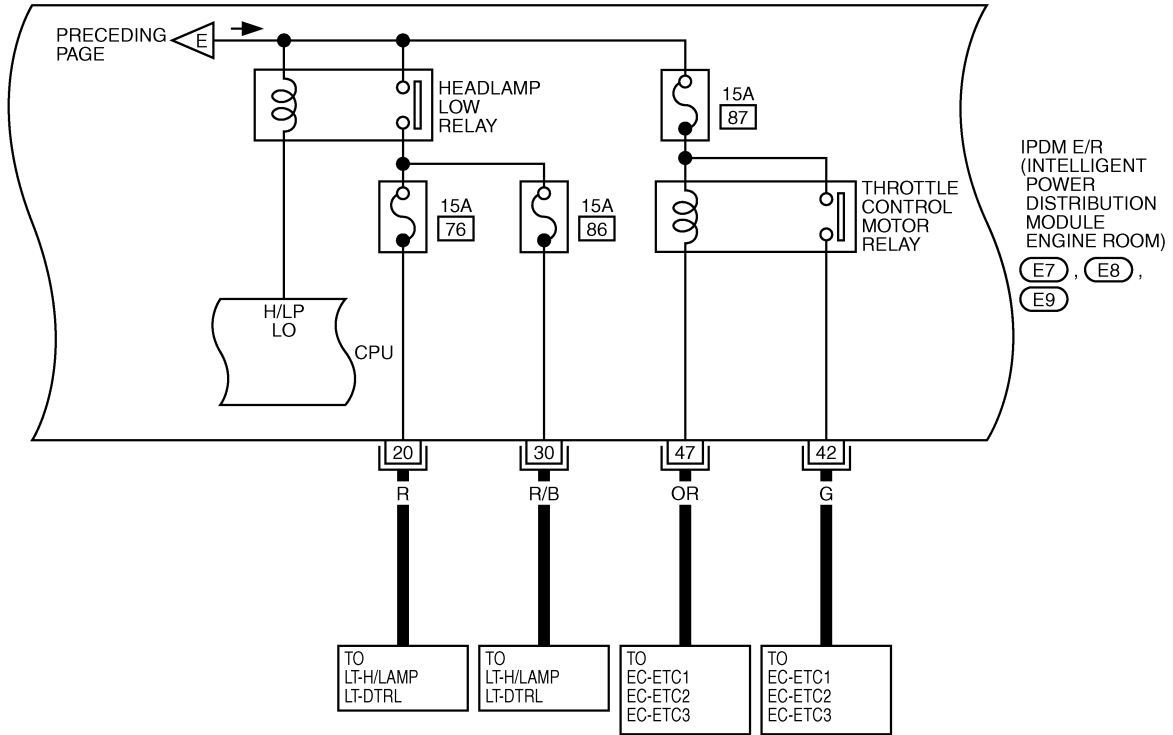 PRECEDING
PAGE
E
HEADLAMP
LOW
RELAY
15A
87
15A
76
15A
86
THROTTLE
CONTROL
MOTOR
RELAY
IPDM E/R
(INTELLIGENT
POWER
DISTRIBUTION
MODULE
ENGINE ROOM)
E7 , E8 ,
E9
H/LP
LO
CPU
20
30
47
42
R
R/B
OR
G
TO
LT-H/LAMP
LT-DTRL
TO
LT-H/LAMP
LT-DTRL
TO
EC-ETC1
EC-ETC2
EC-ETC3
TO
EC-ETC1
EC-ETC2
EC-ETC3